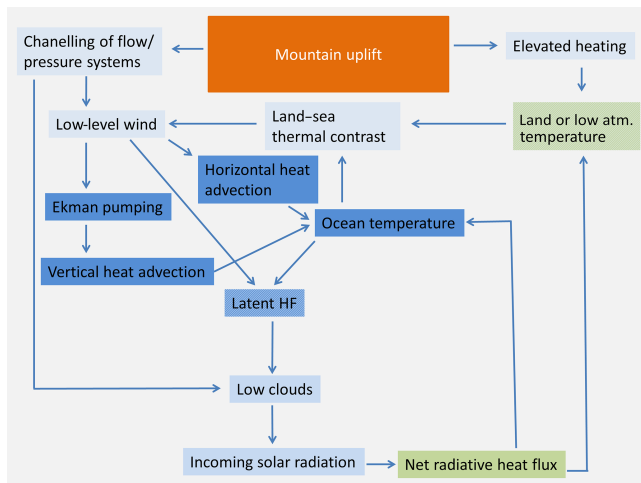 Chanelling of flow/
pressure systems
Mountain uplift
Elevated heating
Low-level wind
Land–sea
thermal contrast
Land or low atm.
temperature
Horizontal heat
advection
Ekman pumping
Ocean temperature
Vertical heat advection
Latent HF
Low clouds
Incoming solar radiation
Net radiative heat flux